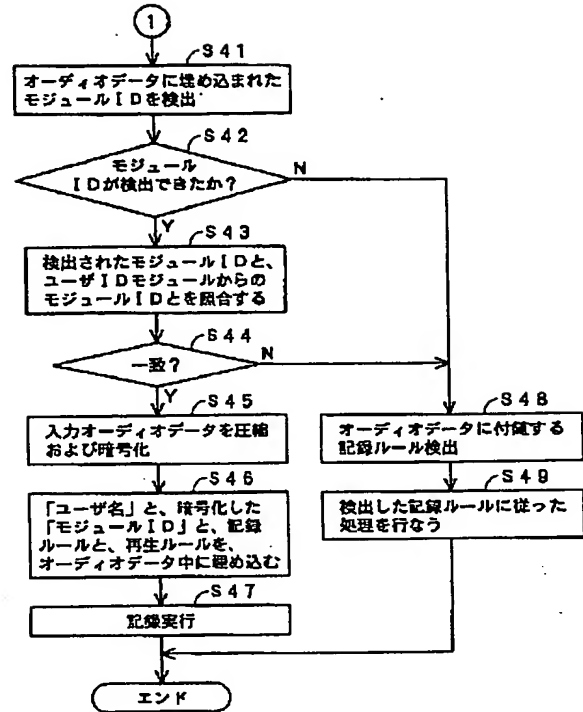 1
S41
オーディオデータに埋め込まれた
モジュールIDを検出
S42
モジュール
IDが検出できたか?
N
Y
S43
検出されたモジュールIDと、
ユーザIDモジュールからの
モジュールIDとを照合する
S44
一致?
N
Y
S45
入力オーディオデータを圧縮
および暗号化
S46
「ユーザ名」と、暗号化した
「モジュールID」と、記録
ルールと、再生ルールを、
オーディオデータ中に埋め込む
S47
記録実行
S48
オーディオデータに付随する
記録ルール検出
S49
検出した記録ルールに従った
処理を行なう
エンド